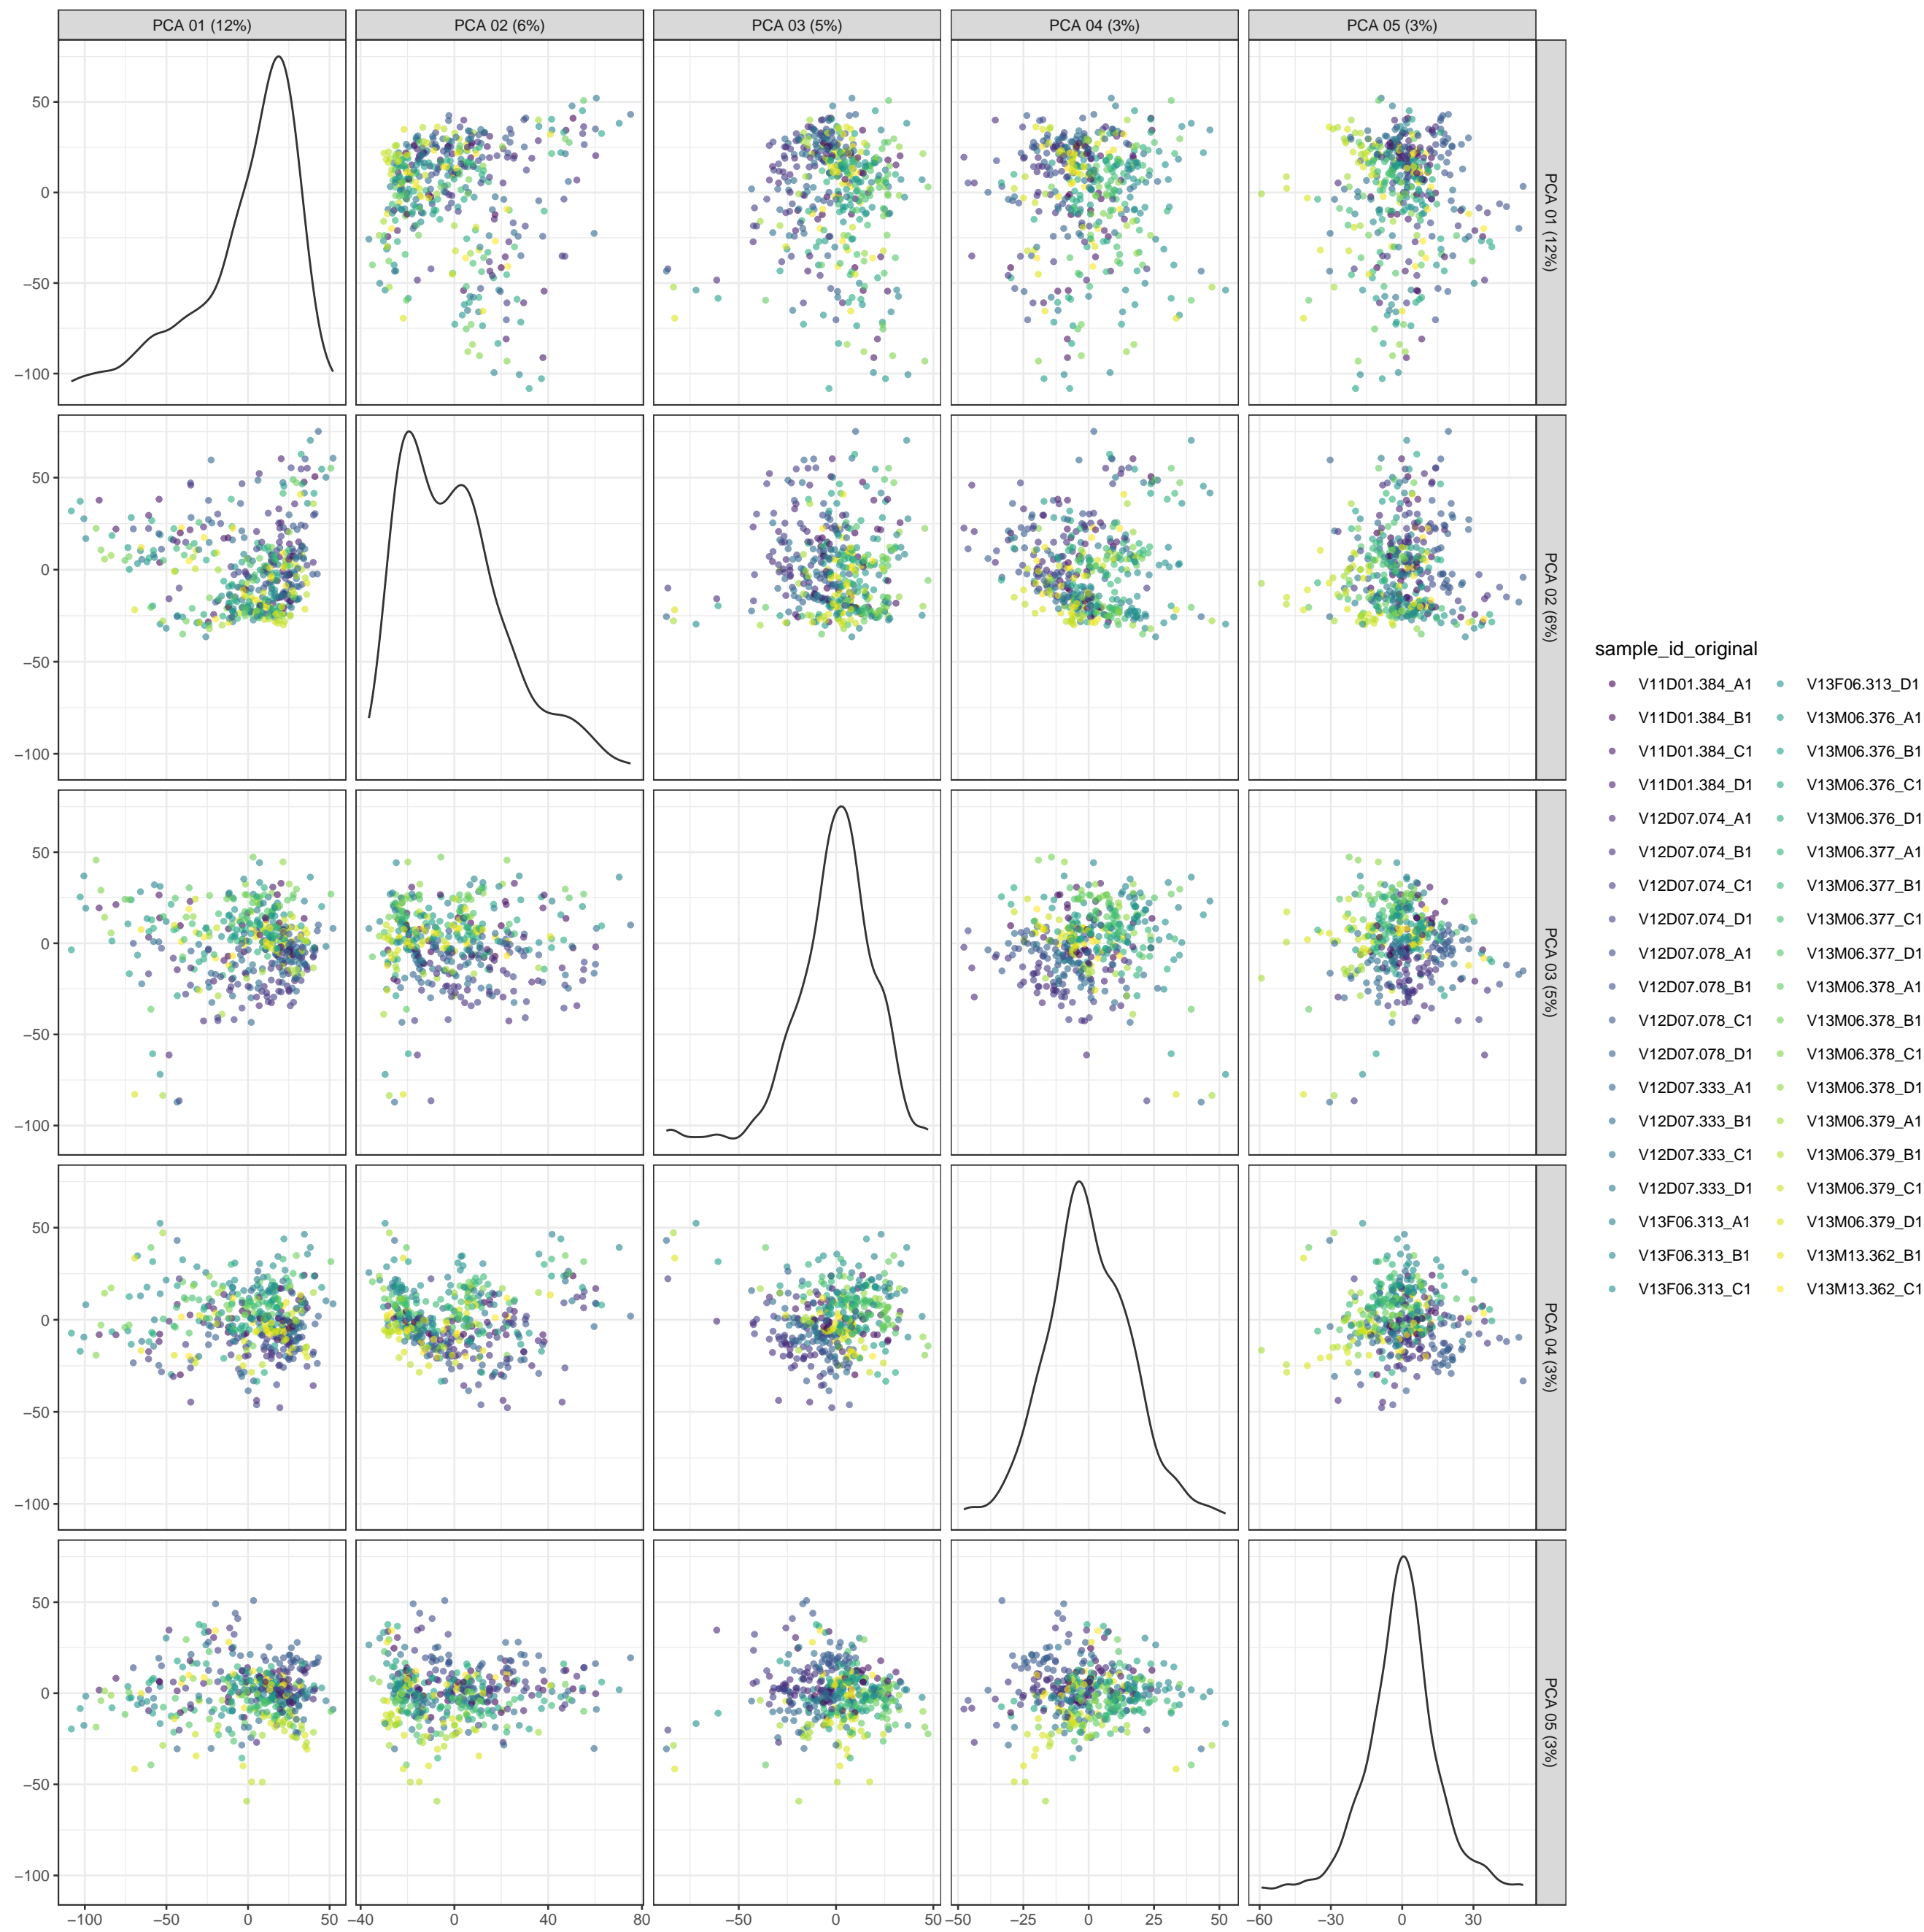 PCA 01 (12%) PCA 02 (6%) PCA 03 (5%) PCA 04 (3%) PCA 05 (3%)
50
0
−50
−100
PCA 01 (12%)
50
0
−50
−100
PCA 02 (6%)
50
0
−50
−100
PCA 03 (5%)
50
0
−50
−100
PCA 04 (3%)
50
0
−50
−100
PCA 05 (3%)
−100 −50 0 50 −40 0 40 80 −50 0 50 −50 −25 0 25 50 −60 −30 0 30
sample_id_original
V11D01.384_A1 V13F06.313_D1
V11D01.384_B1 V13M06.376_A1
V11D01.384_C1 V13M06.376_B1
V11D01.384_D1 V13M06.376_C1
V12D07.074_A1 V13M06.376_D1
V12D07.074_B1 V13M06.377_A1
V12D07.074_C1 V13M06.377_B1
V12D07.074_D1 V13M06.377_C1
V12D07.078_A1 V13M06.377_D1
V12D07.078_B1 V13M06.378_A1
V12D07.078_C1 V13M06.378_B1
V12D07.078_D1 V13M06.378_C1
V12D07.333_A1 V13M06.378_D1
V12D07.333_B1 V13M06.379_A1
V12D07.333_C1 V13M06.379_B1
V12D07.333_D1 V13M06.379_C1
V13F06.313_A1 V13M06.379_D1
V13F06.313_B1 V13M13.362_B1
V13F06.313_C1 V13M13.362_C1